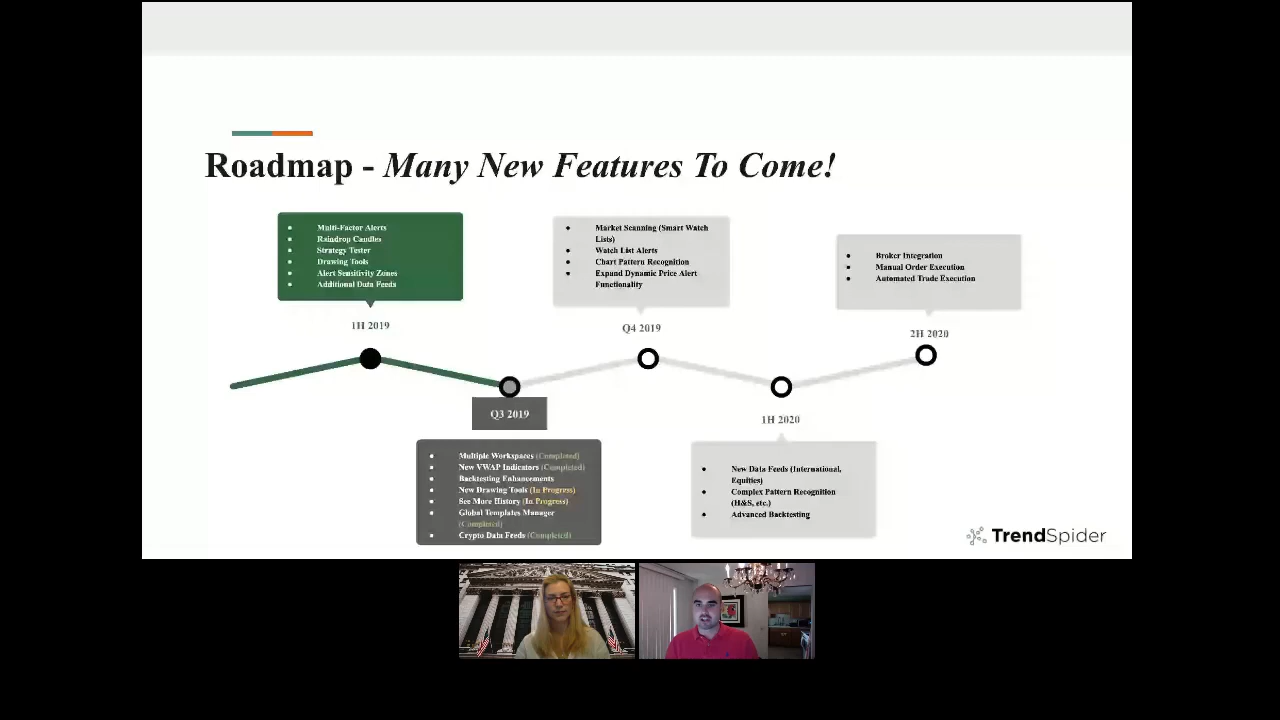 Roadmap - Many New Features To Come!
Multi-Factor Alerts
Raindrop Candles
Strategy Tester
Drawing Tools
Alert Sensitivity Zones
Additional Data Feeds
1H 2019
Market Scanning (Smart Watch
Lists)
Watch List Alerts
Chart Pattern Recognition
Expand Dynamic Price Alert
Functionality
Q4 2019
Broker Integration
Manual Order Execution
Automated Trade Execution
2H 2020
Q3 2019
Multiple Workspaces (Completed)
New VWAP Indicators (Completed)
Backtesting Enhancements
New Drawing Tools (In Progress)
See More History (In Progress)
Global Templates Manager
(Completed)
Crypto Data Feeds (Completed)
1H 2020
New Data Feeds (International,
Equities)
Complex Pattern Recognition
(H&S, etc.)
Advanced Backtesting
TrendSpider